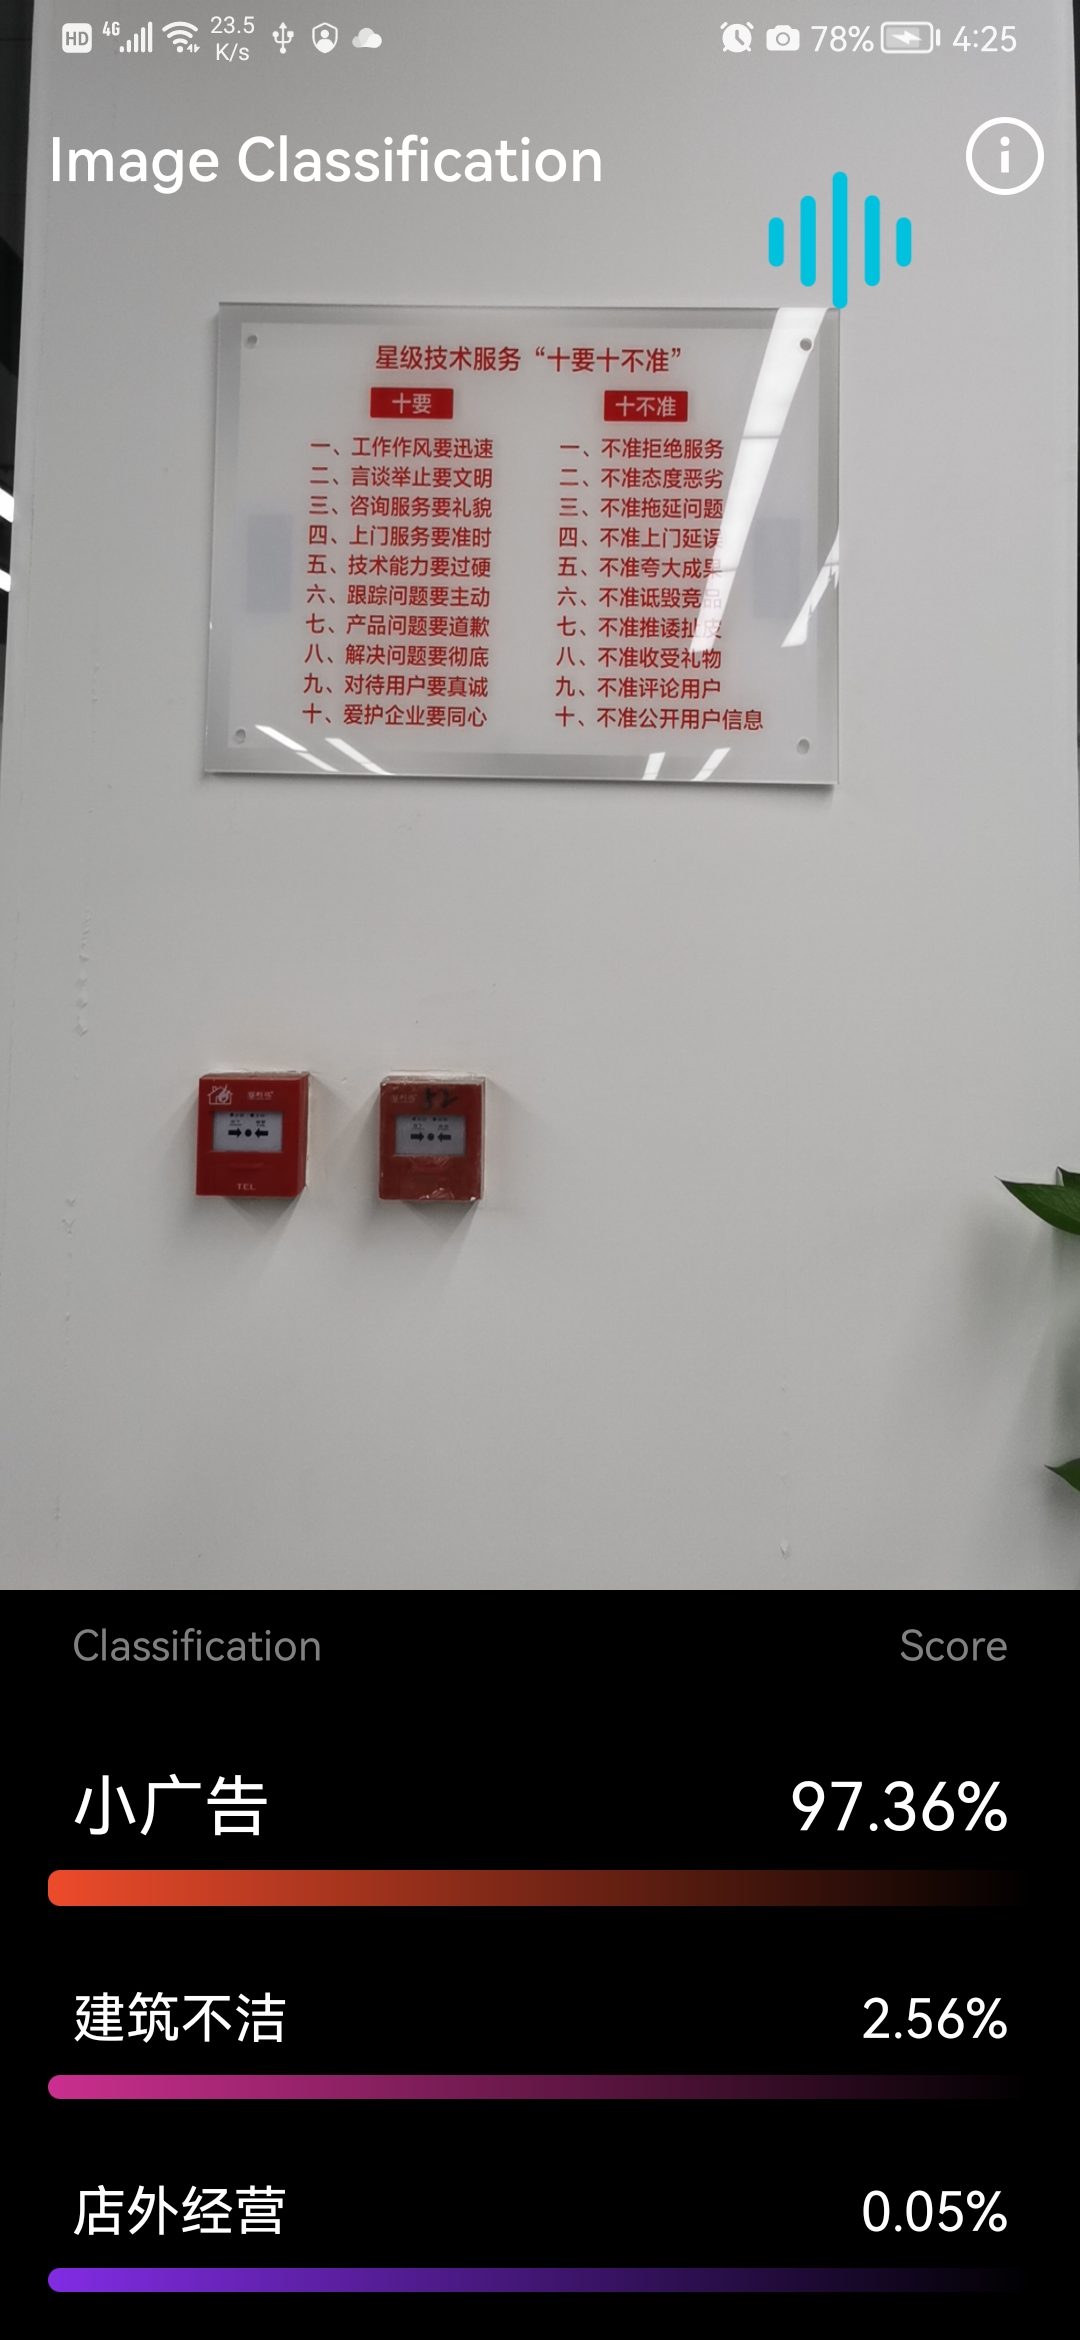 HD 4G 23.5 K/s 78% 4:25
Image Classification
星级技术服务“十要十不准”
十要
一、工作作风要迅速
二、言谈举止要文明
三、咨询服务要礼貌
四、上门服务要准时
五、技术能力要过硬
六、跟踪问题要主动
七、产品问题要道歉
八、解决问题要彻底
九、对待用户要真诚
十、爱护企业要同心
十不准
一、不准拒绝服务
二、不准态度恶劣
三、不准拖延问题
四、不准上门延误
五、不准夸大成果
六、不准诋毁竞品
七、不准推诿扯皮
八、不准收受礼物
九、不准评论用户
十、不准公开用户信息
TEL
52
Classification Score
小广告 97.36%
建筑不洁 2.56%
店外经营 0.05%